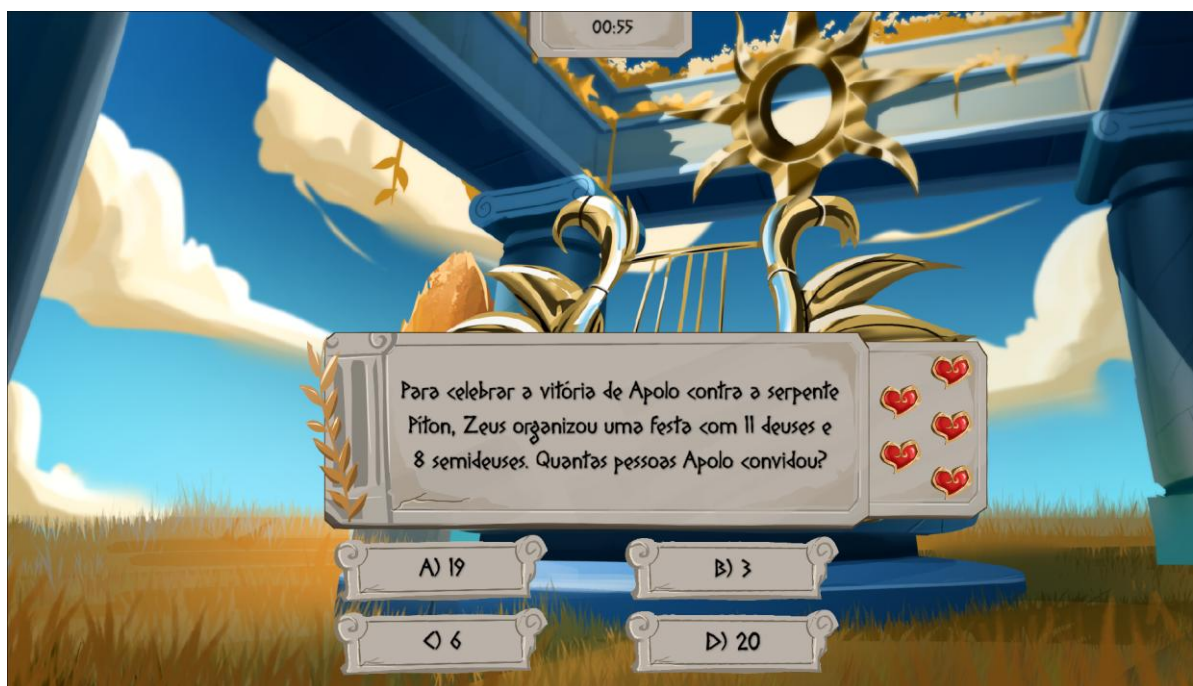 00:55
Para celebrar a vitória de Apolo contra a serpente
Píton, Zeus organizou uma festa com 11 deuses e
8 semideuses. Quantas pessoas Apolo convidou?
A) 19
B) 3
C) 6
D) 20